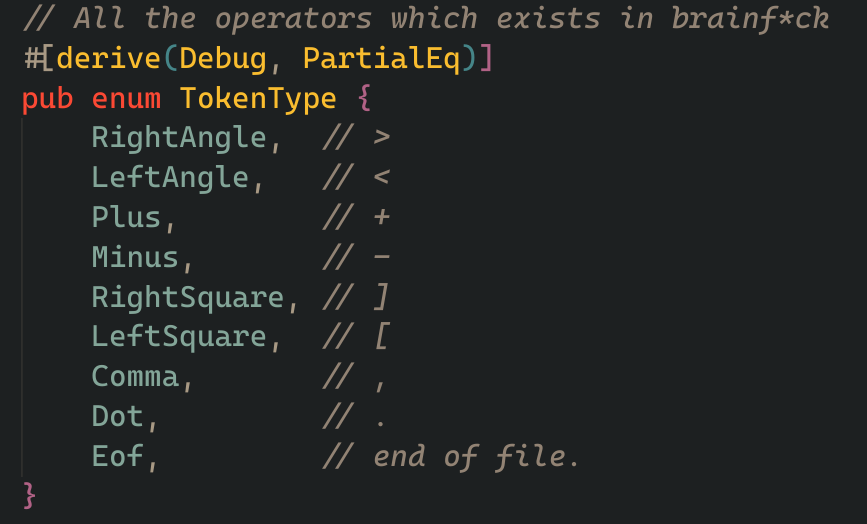 // All the operators which exists in brainf*ck
#[derive(Debug, PartialEq)]
pub enum TokenType {
    RightAngle,  // >
    LeftAngle,   // <
    Plus,        // +
    Minus,       // -
    RightSquare, // ]
    LeftSquare,  // [
    Comma,       // ,
    Dot,         // .
    Eof,         // end of file.
}